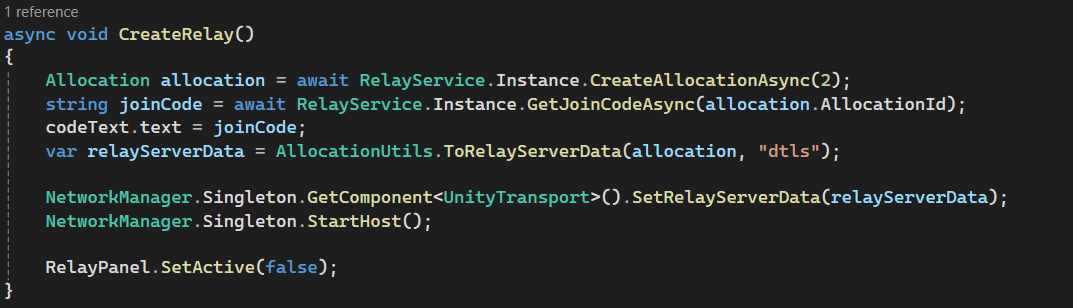 1 reference
async void CreateRelay()
{
    Allocation allocation = await RelayService.Instance.CreateAllocationAsync(2);
    string joinCode = await RelayService.Instance.GetJoinCodeAsync(allocation.AllocationId);
    codeText.text = joinCode;
    var relayServerData = AllocationUtils.ToRelayServerData(allocation, "dtls");

    NetworkManager.Singleton.GetComponent<UnityTransport>().SetRelayServerData(relayServerData);
    NetworkManager.Singleton.StartHost();

    RelayPanel.SetActive(false);
}